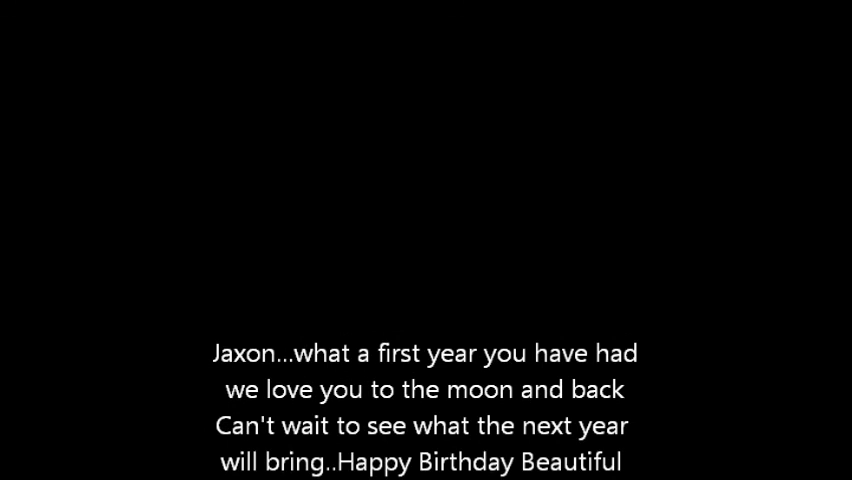 Jaxon...what a first year you have had
we love you to the moon and back
Can't wait to see what the next year
will bring..Happy Birthday Beautiful